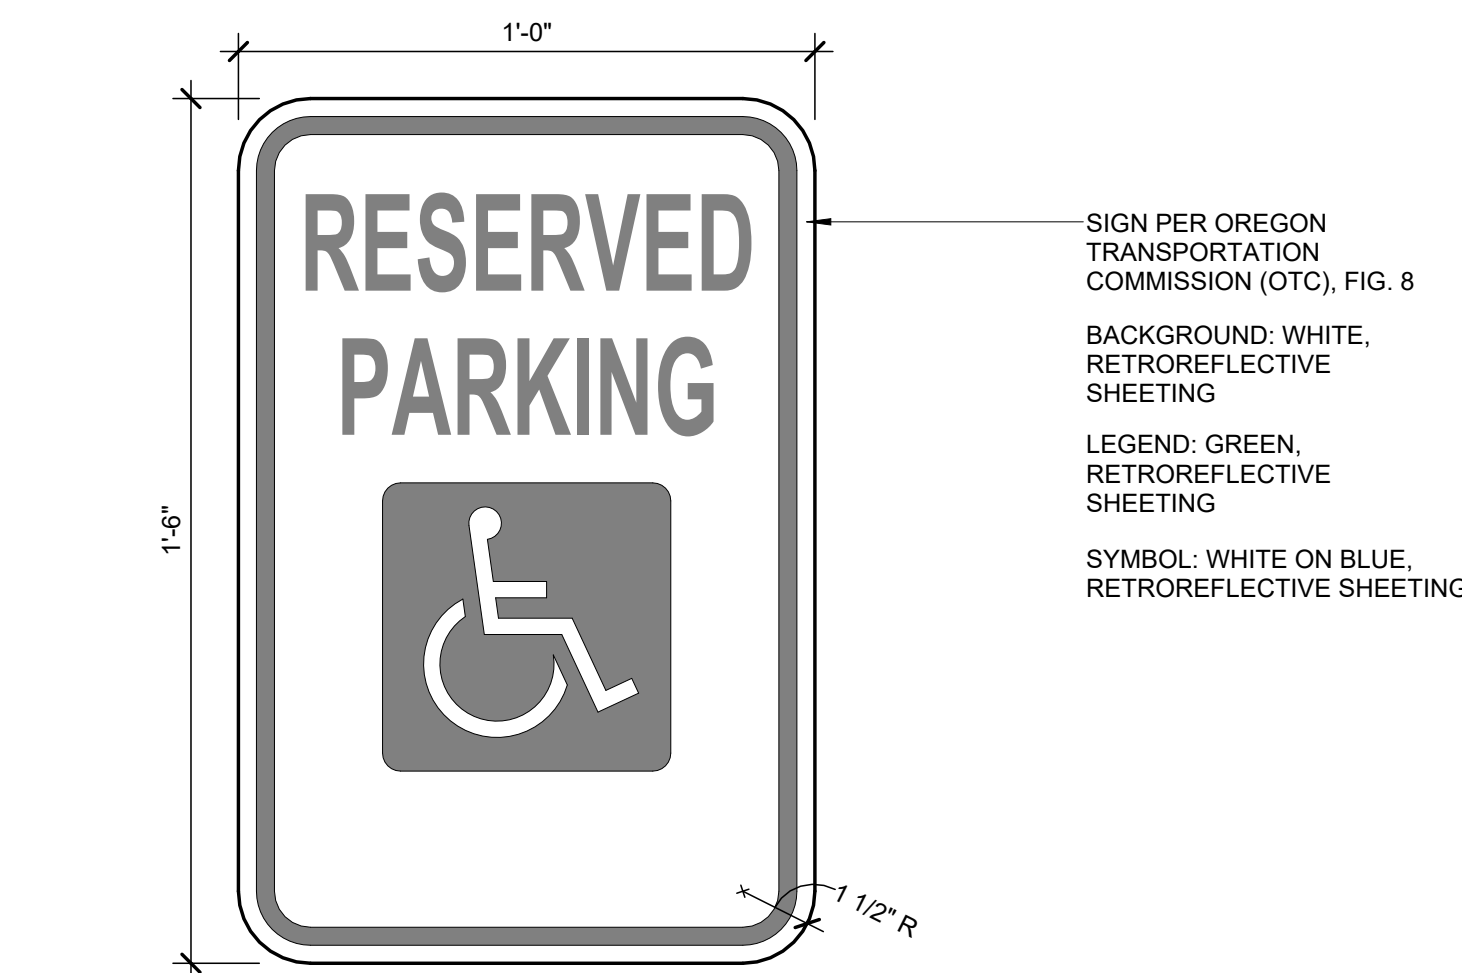 1'-0"
1'-6"
RESERVED
PARKING
SIGN PER OREGON
TRANSPORTATION
COMMISSION (OTC), FIG. 8
BACKGROUND: WHITE,
RETROREFLECTIVE
SHEETING
LEGEND: GREEN,
RETROREFLECTIVE
SHEETING
SYMBOL: WHITE ON BLUE,
RETROREFLECTIVE SHEETING
1 1/2" R